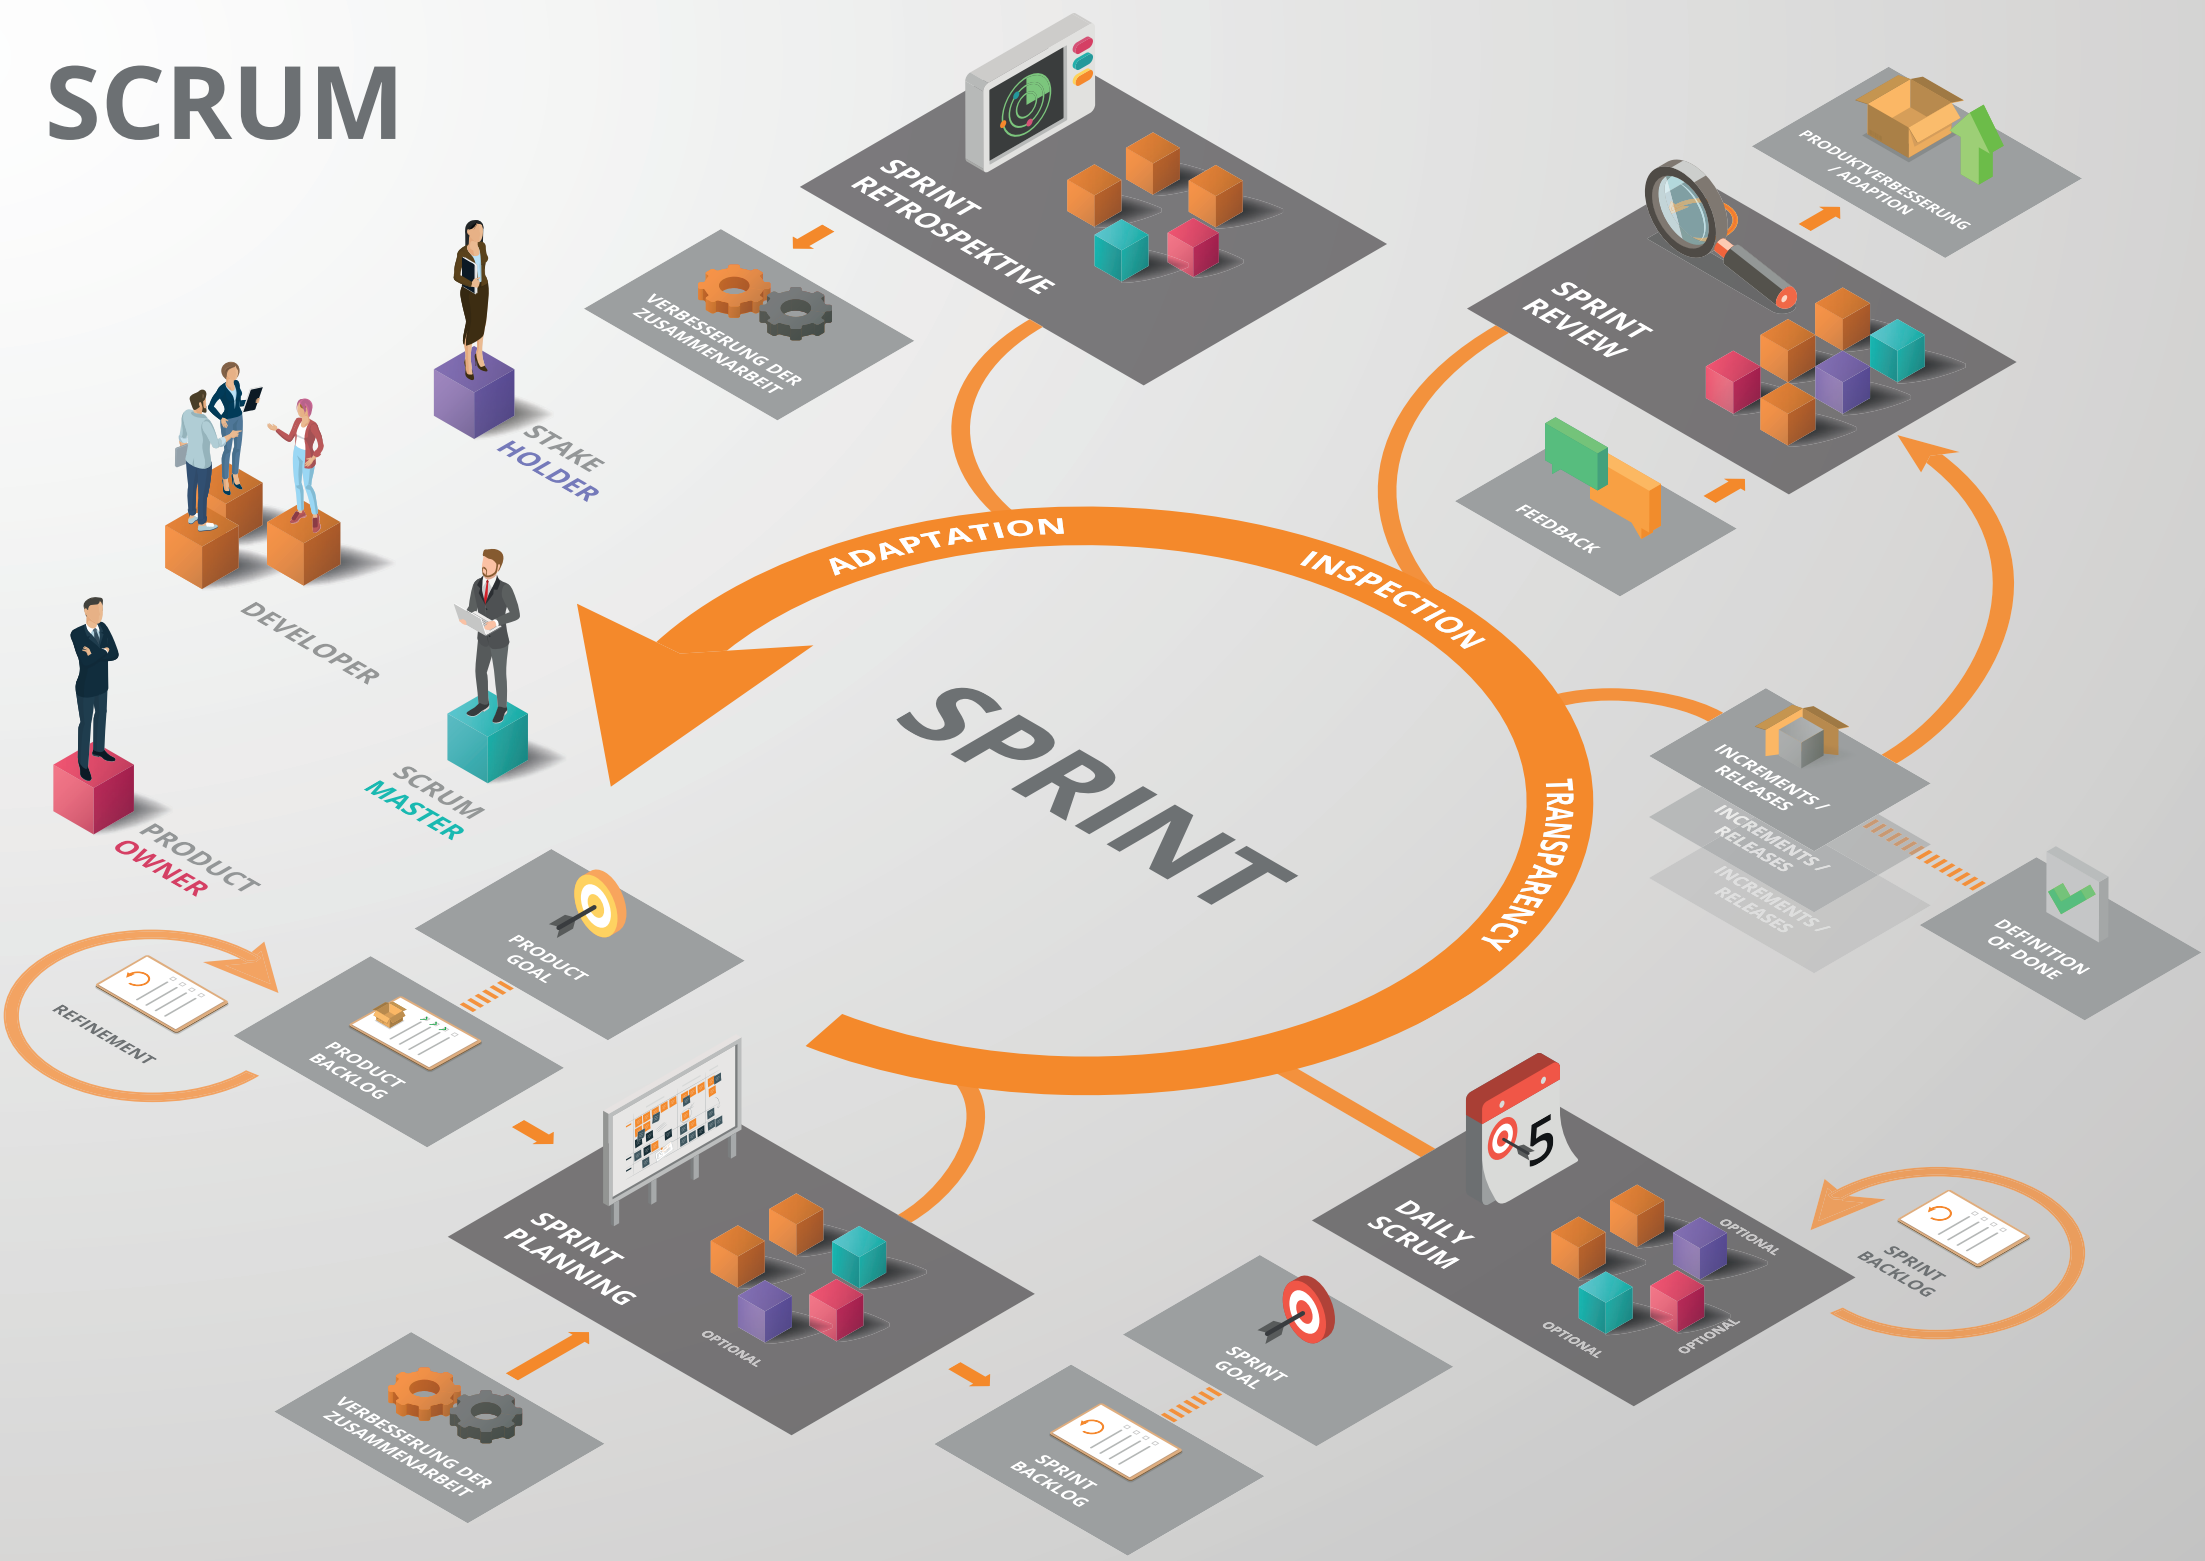 SCRUM
SPRINT
RETROSPEKTIVE
VERBESSERUNG DER
ZUSAMMENARBEIT
PRODUKTVERBESSERUNG
/ ADAPTION
SPRINT
REVIEW
FEEDBACK
STAKE
HOLDER
DEVELOPER
SCRUM
MASTER
PRODUCT
OWNER
ADAPTATION
INSPECTION
TRANSPARENCY
SPRINT
INCREMENTS /
RELEASES
INCREMENTS /
RELEASES
INCREMENTS /
RELEASES
DEFINITION
OF DONE
PRODUCT
GOAL
REFINEMENT
PRODUCT
BACKLOG
SPRINT
PLANNING
OPTIONAL
VERBESSERUNG DER
ZUSAMMENARBEIT
SPRINT
GOAL
SPRINT
BACKLOG
5
DAILY
SCRUM
OPTIONAL
OPTIONAL
OPTIONAL
SPRINT
BACKLOG